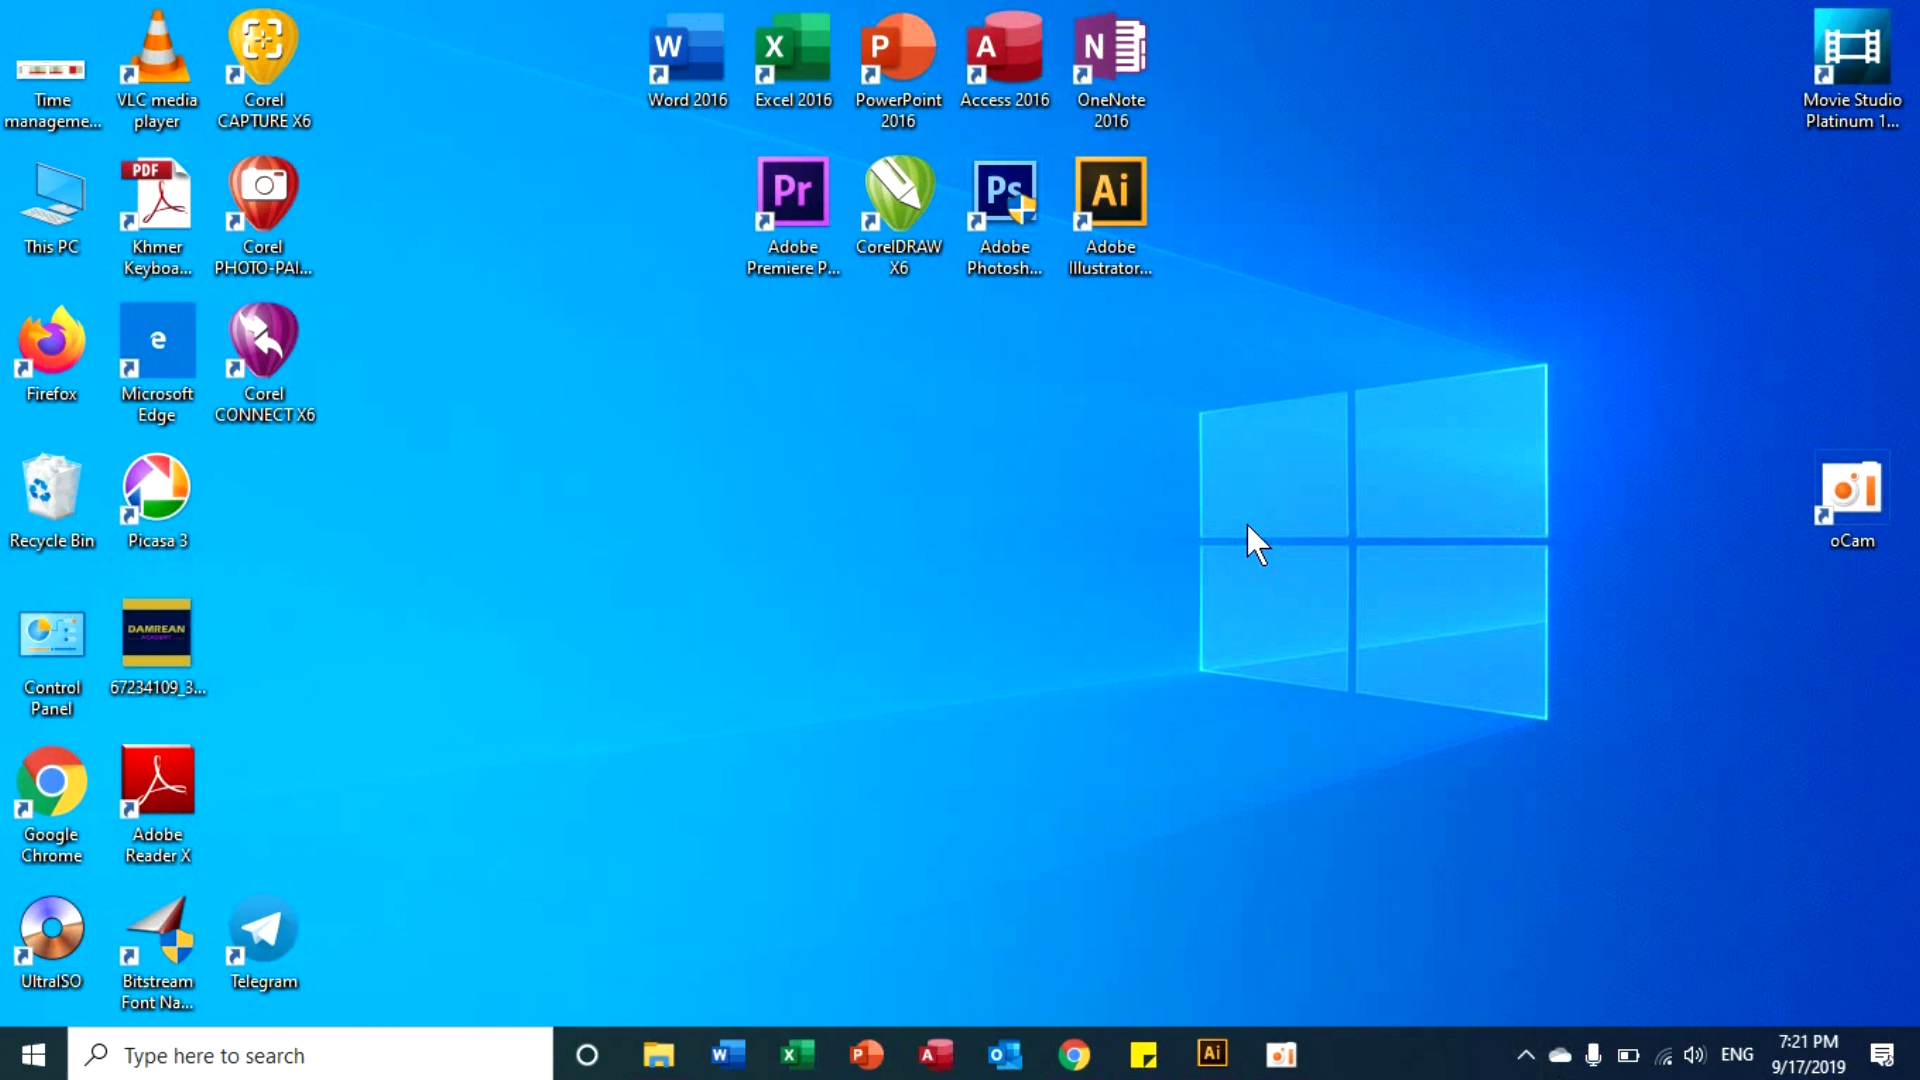 Time
manageme...
VLC media
player
Corel
CAPTURE X6
Word 2016
Excel 2016
PowerPoint
2016
Access 2016
OneNote
2016
Movie Studio
Platinum 1...
This PC
PDF
Khmer
Keyboa...
Corel
PHOTO-PAI...
Pr
Adobe
Premiere P...
CorelDRAW
X6
Ps
Adobe
Photosh...
Ai
Adobe
Illustrator...
Firefox
Microsoft
Edge
Corel
CONNECT X6
Recycle Bin
Picasa 3
oCam
Control
Panel
DAMREAN
ACADEMY
67234109_3...
Google
Chrome
Adobe
Reader X
UltraISO
Bitstream
Font Na...
Telegram
Type here to search
Ai
ENG
7:21 PM
9/17/2019